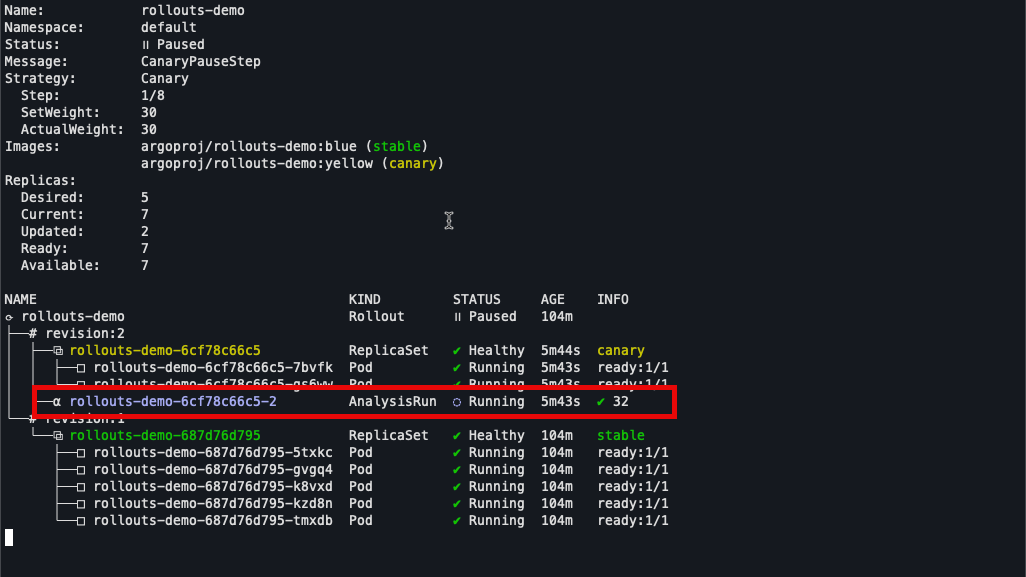 Name: rollouts-demo
Namespace: default
Status: ॥ Paused
Message: CanaryPauseStep
Strategy: Canary
Step: 1/8
SetWeight: 30
ActualWeight: 30
Images: argoproj/rollouts-demo:blue (stable)
argoproj/rollouts-demo:yellow (canary)
Replicas:
Desired: 5
Current: 7
Updated: 2
Ready: 7
Available: 7
NAME KIND STATUS AGE INFO
⟳ rollouts-demo Rollout ॥ Paused 104m
├──# revision:2
│ ├──⧉ rollouts-demo-6cf78c66c5 ReplicaSet ✔ Healthy 5m44s canary
│ │ ├──□ rollouts-demo-6cf78c66c5-7bvfk Pod ✔ Running 5m43s ready:1/1
│ │ └──□ rollouts-demo-6cf78c66c5-gs6ww Pod ✔ Running 5m43s ready:1/1
│ └──α rollouts-demo-6cf78c66c5-2 AnalysisRun ◌ Running 5m43s ✔ 32
└──# revision:1
└──⧉ rollouts-demo-687d76d795 ReplicaSet ✔ Healthy 104m stable
├──□ rollouts-demo-687d76d795-5txkc Pod ✔ Running 104m ready:1/1
├──□ rollouts-demo-687d76d795-gvgq4 Pod ✔ Running 104m ready:1/1
├──□ rollouts-demo-687d76d795-k8vxd Pod ✔ Running 104m ready:1/1
├──□ rollouts-demo-687d76d795-kzd8n Pod ✔ Running 104m ready:1/1
└──□ rollouts-demo-687d76d795-tmxdb Pod ✔ Running 104m ready:1/1